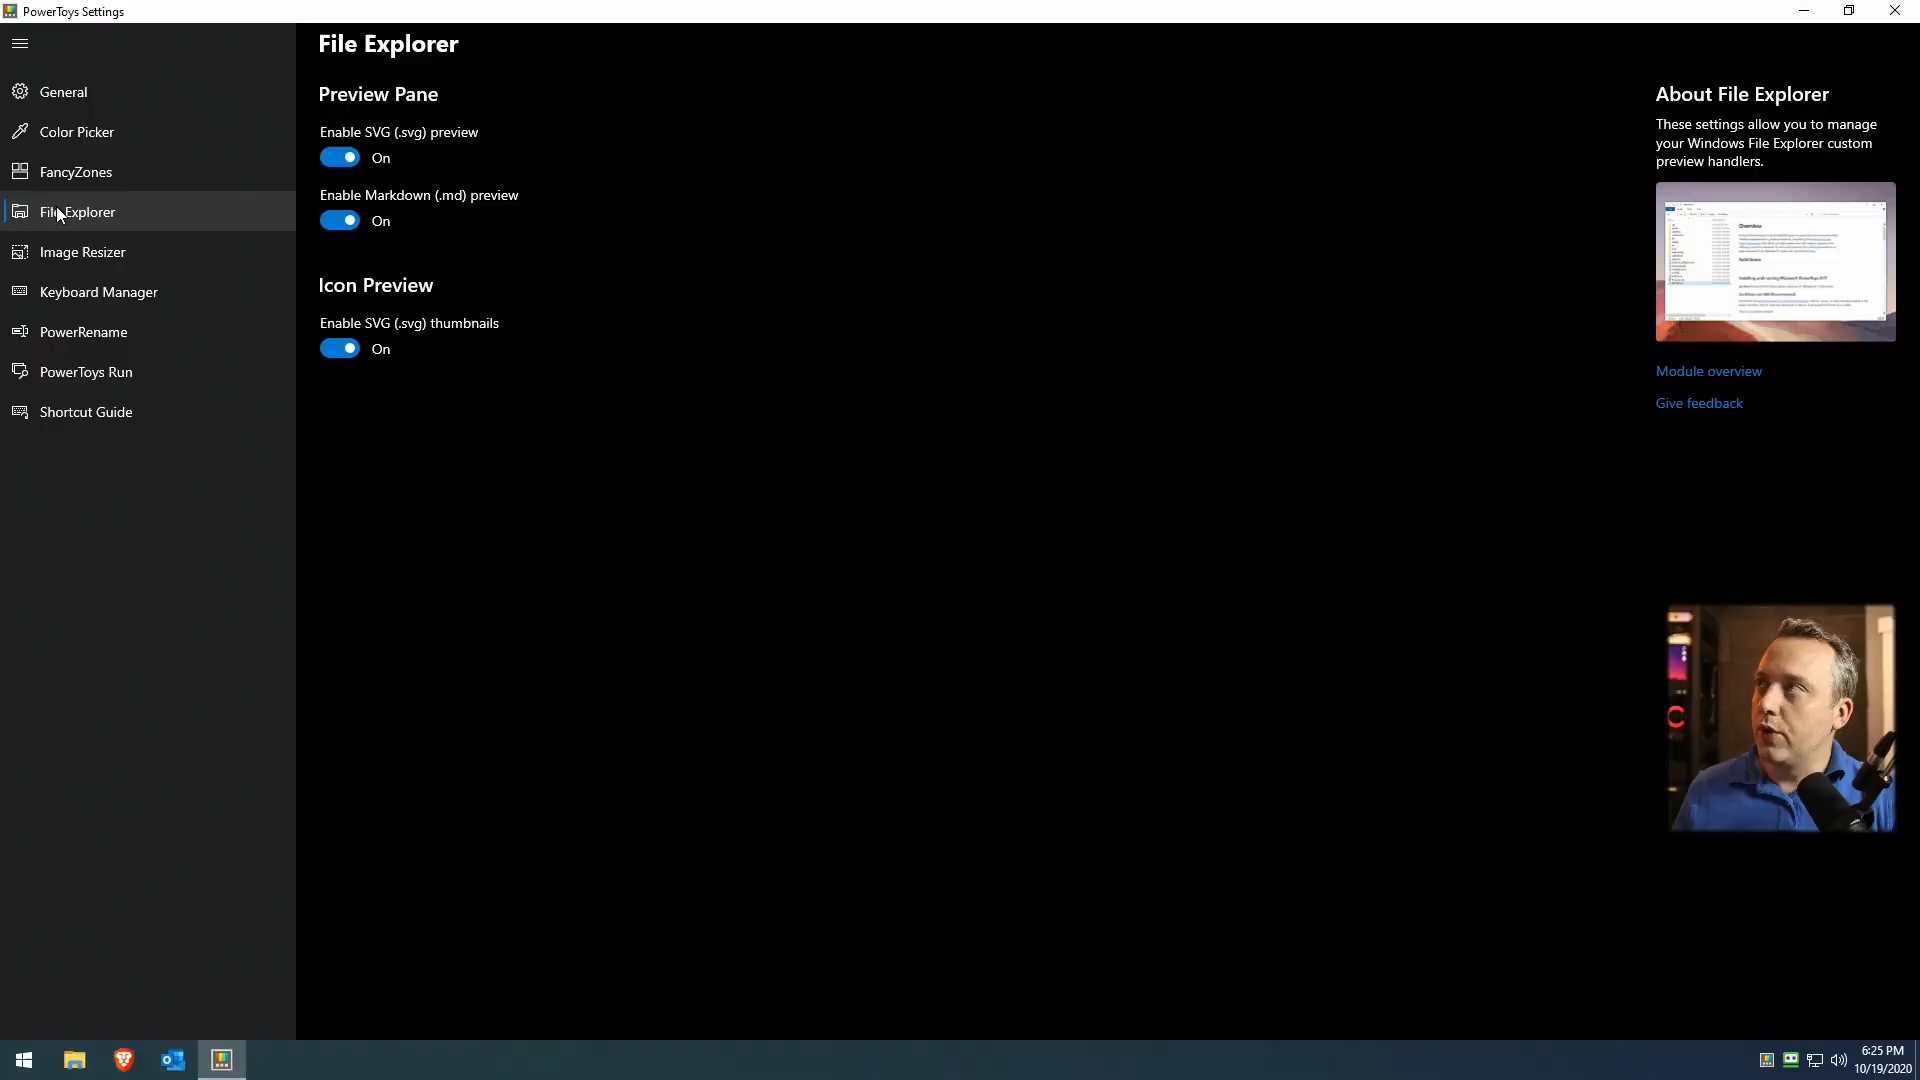 PowerToys Settings
General
Color Picker
FancyZones
File Explorer
Image Resizer
Keyboard Manager
PowerRename
PowerToys Run
Shortcut Guide
File Explorer
Preview Pane
Enable SVG (.svg) preview
On
Enable Markdown (.md) preview
On
Icon Preview
Enable SVG (.svg) thumbnails
On
About File Explorer
These settings allow you to manage
your Windows File Explorer custom
preview handlers.
Overview
Module overview
Give feedback
6:25 PM
10/19/2020